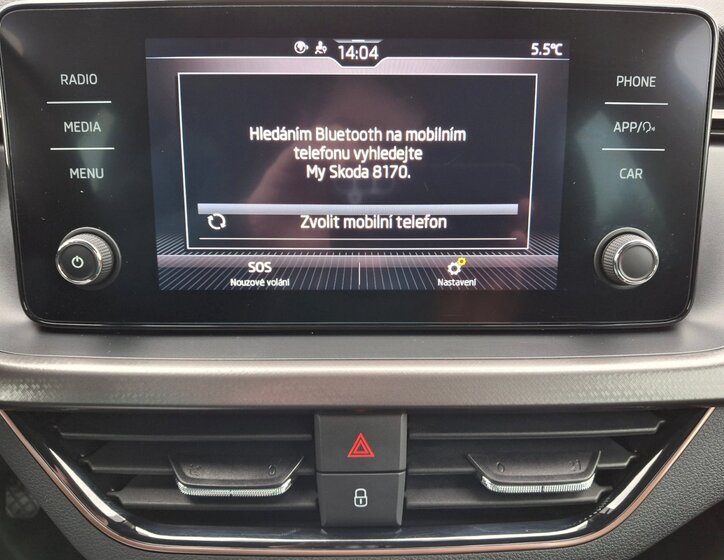 14:04
5.5°C
RADIO
MEDIA
MENU
PHONE
APP/
CAR
Hledáním Bluetooth na mobilním
telefonu vyhledejte
My Skoda 8170.
Zvolit mobilní telefon
SOS
Nouzové volání
Nastavení